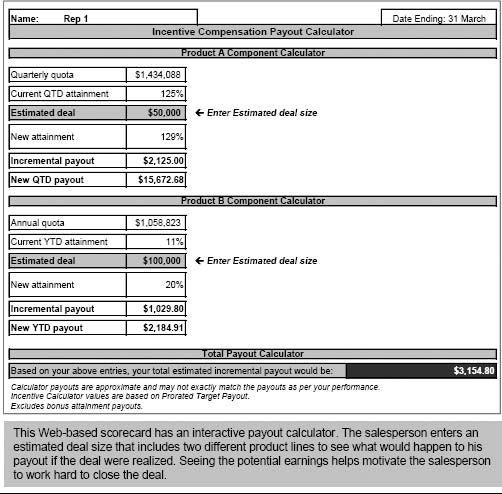 Name: Rep 1 Date Ending: 31 March
Incentive Compensation Payout Calculator
Product A Component Calculator
Quarterly quota $1,434,088
Current QTD attainment 125%
Estimated deal $50,000 ← Enter Estimated deal size
New attainment 129%
Incremental payout $2,125.00
New QTD payout $15,672.68
Product B Component Calculator
Annual quota $1,058,823
Current YTD attainment 11%
Estimated deal $100,000 ← Enter Estimated deal size
New attainment 20%
Incremental payout $1,029.80
New YTD payout $2,184.91
Total Payout Calculator
Based on your above entries, your total estimated incremental payout would be: $3,154.80
Calculator payouts are approximate and may not exactly match the payouts as per your performance.
Incentive Calculator values are based on Prorated Target Payout.
Excludes bonus attainment payouts.
This Web-based scorecard has an interactive payout calculator. The salesperson enters an
estimated deal size that includes two different product lines to see what would happen to his
payout if the deal were realized. Seeing the potential earnings helps motivate the salesperson
to work hard to close the deal.